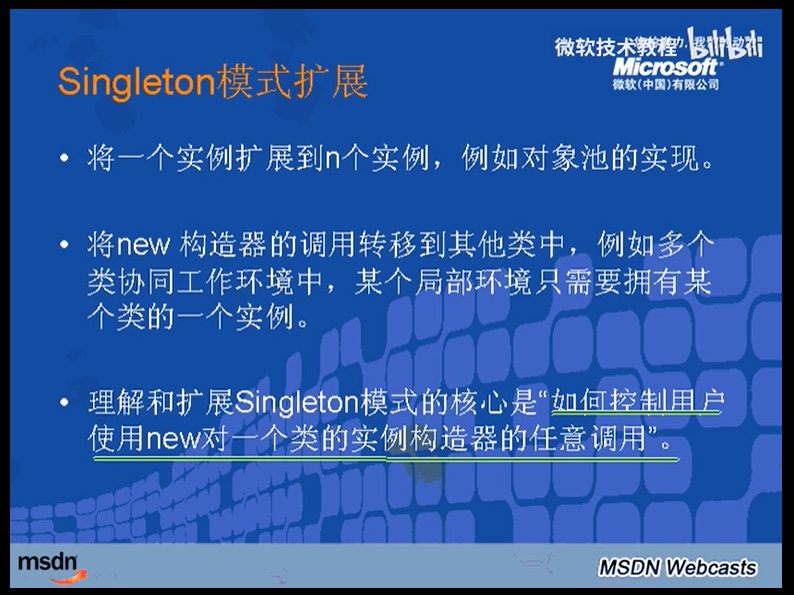 微软技术教程
bilibili
Microsoft
微软(中国)有限公司
Singleton模式扩展
• 将一个实例扩展到n个实例，例如对象池的实现。
• 将new 构造器的调用转移到其他类中，例如多个
类协同工作环境中，某个局部环境只需要拥有某
个类的一个实例。
• 理解和扩展Singleton模式的核心是“如何控制用户
使用new对一个类的实例构造器的任意调用”。
msdn
MSDN Webcasts